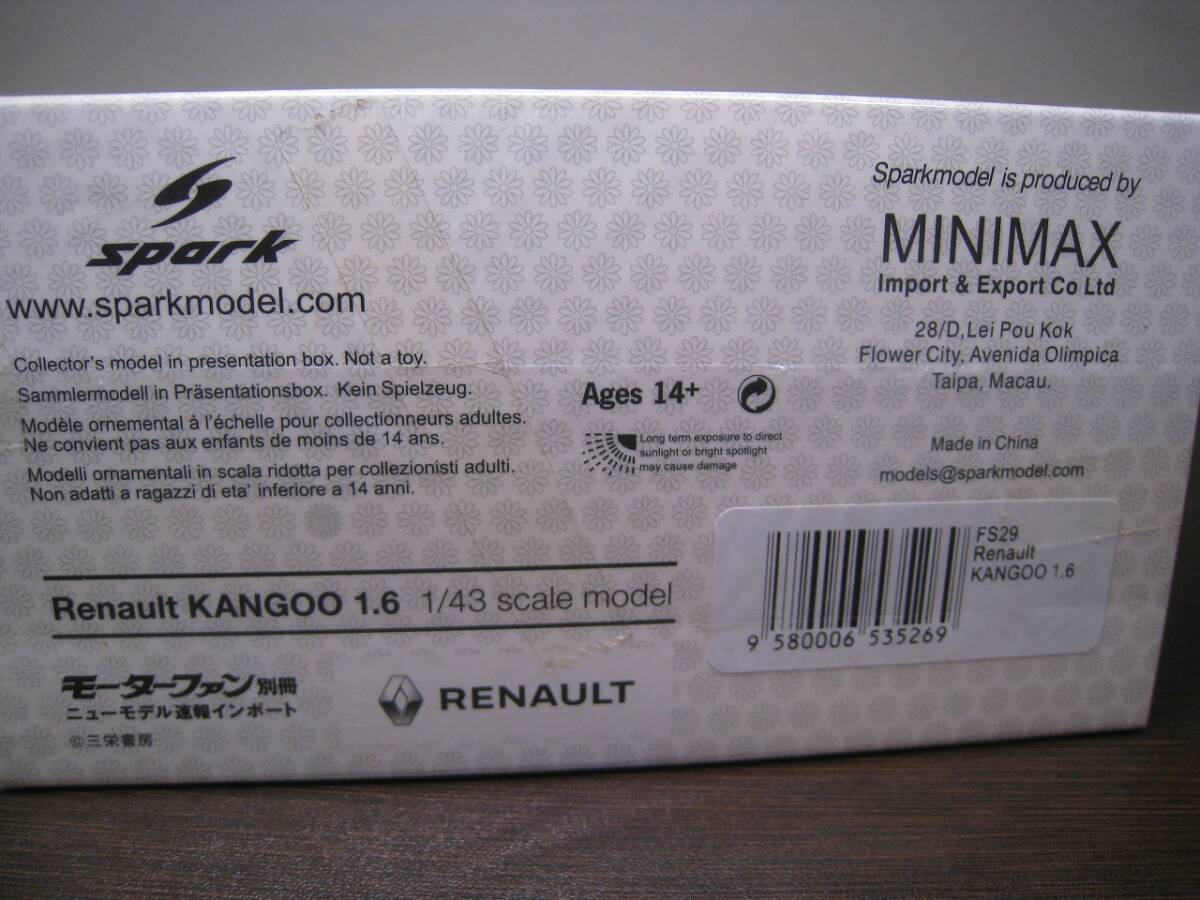 spark
www.sparkmodel.com
Collector's model in presentation box. Not a toy.
Sammlermodell in Präsentationsbox. Kein Spielzeug.
Modèle ornemental à l'échelle pour collectionneurs adultes.
Ne convient pas aux enfants de moins de 14 ans.
Modelli ornamentali in scala ridotta per collezionisti adulti.
Non adatti a ragazzi di eta' inferiore a 14 anni.
Ages 14+
Long term exposure to direct
sunlight or bright spotlight
may cause damage
Sparkmodel is produced by
MINIMAX
Import & Export Co Ltd
28/D,Lei Pou Kok
Flower City, Avenida Olimpica
Taipa, Macau.
Made in China
models@sparkmodel.com
FS29
Renault
KANGOO 1.6
9 580006 535269
Renault KANGOO 1.6 1/43 scale model
モーターファン別冊
ニューモデル速報インポート
©三栄書房
RENAULT